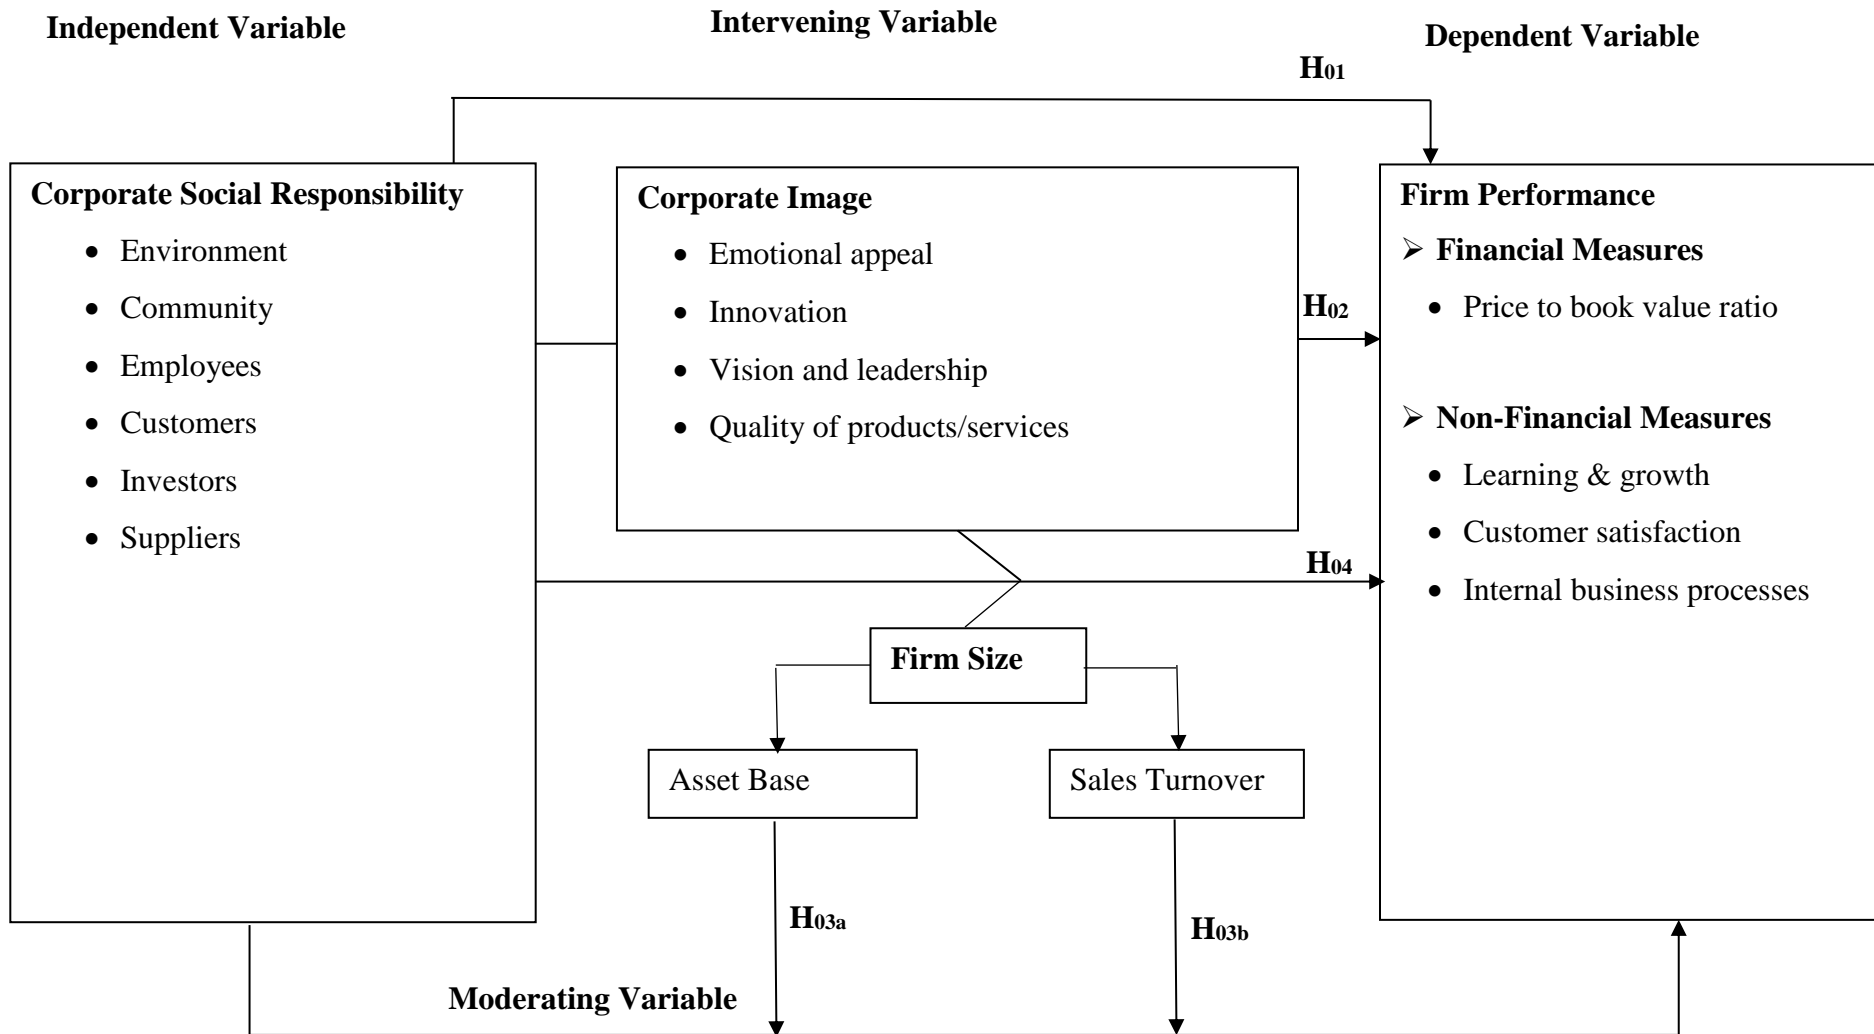 Independent Variable
Intervening Variable
Dependent Variable
H01
Corporate Social Responsibility
• Environment
• Community
• Employees
• Customers
• Investors
• Suppliers
Corporate Image
• Emotional appeal
• Innovation
• Vision and leadership
• Quality of products/services
H02
Firm Performance
➢ Financial Measures
• Price to book value ratio
➢ Non-Financial Measures
• Learning & growth
• Customer satisfaction
• Internal business processes
H04
Firm Size
Asset Base
Sales Turnover
H03a
H03b
Moderating Variable